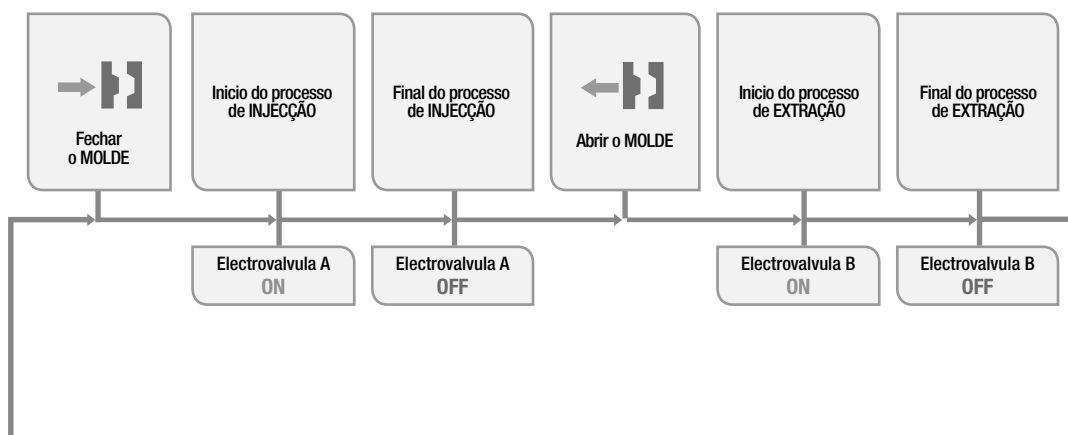 Fechar
o MOLDE
Inicio do processo
de INJECÇÃO
Final do processo
de INJECÇÃO
Abrir o MOLDE
Inicio do processo
de EXTRAÇÃO
Final do processo
de EXTRAÇÃO
Electrovalvula A
ON
Electrovalvula A
OFF
Electrovalvula B
ON
Electrovalvula B
OFF